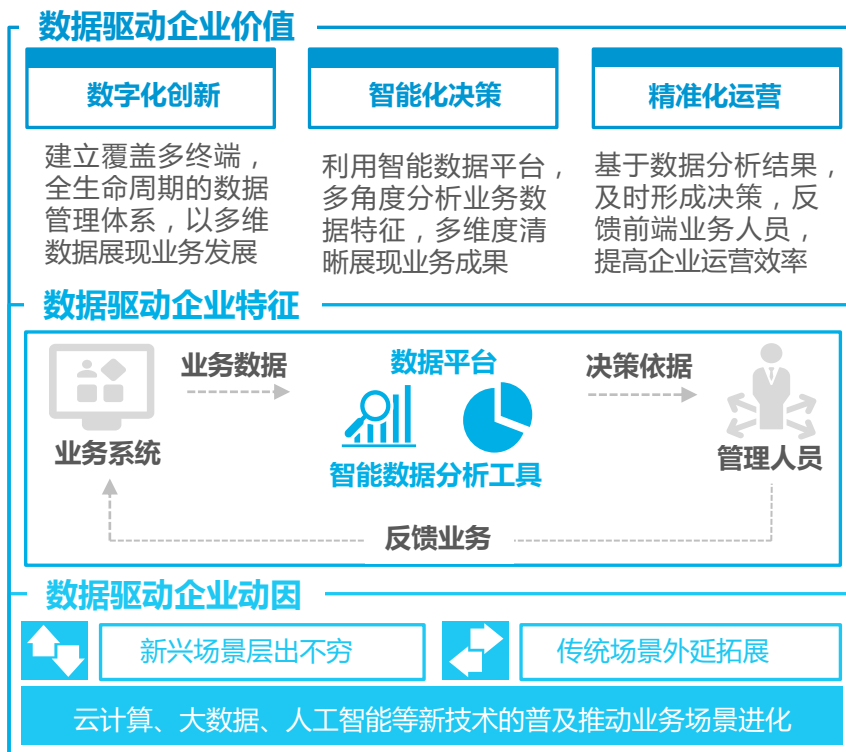 数据驱动企业价值
数字化创新
建立覆盖多终端，
全生命周期的数据
管理体系，以多维
数据展现业务发展
智能化决策
利用智能数据平台，
多角度分析业务数
据特征，多维度清
晰展现业务成果
精准化运营
基于数据分析结果，
及时形成决策，反
馈前端业务人员，
提高企业运营效率
数据驱动企业特征
业务系统
业务数据
数据平台
智能数据分析工具
决策依据
管理人员
反馈业务
数据驱动企业动因
新兴场景层出不穷
传统场景外延拓展
云计算、大数据、人工智能等新技术的普及推动业务场景进化